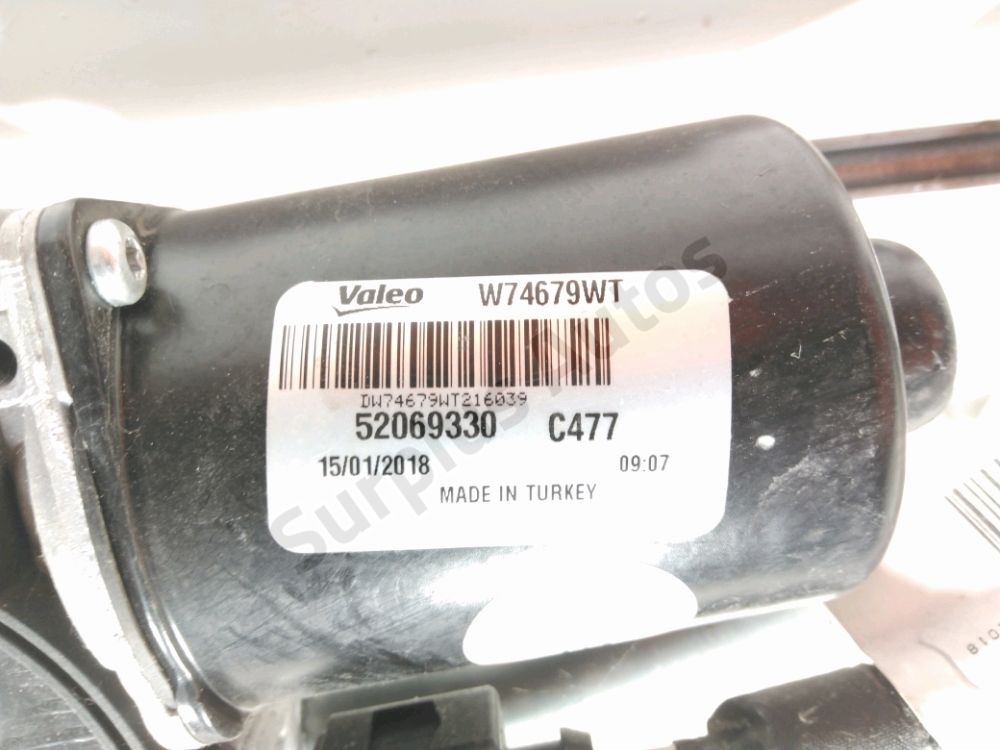 Valeo W74679WT
DW74679WT216039
52069330 C477
15/01/2018 09:07
MADE IN TURKEY
Surplus Autos